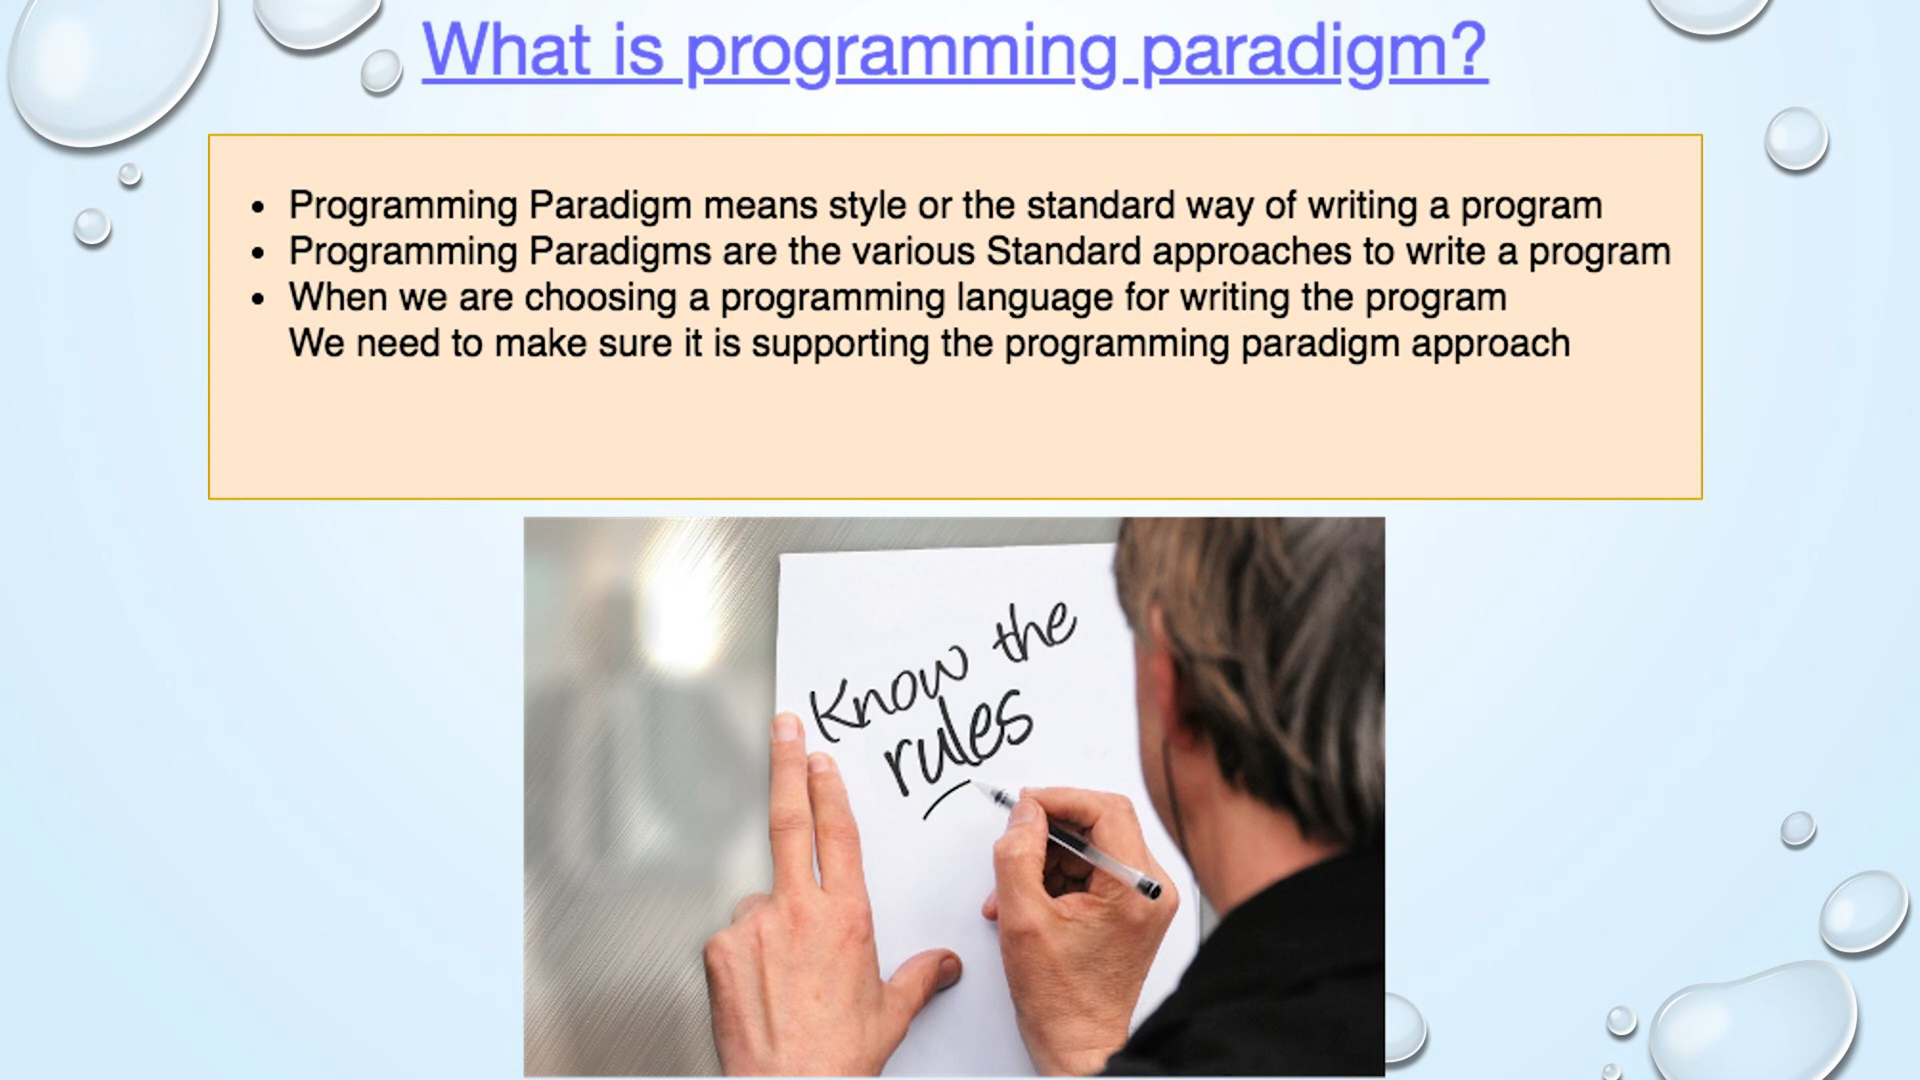 What is programming paradigm?
• Programming Paradigm means style or the standard way of writing a program
• Programming Paradigms are the various Standard approaches to write a program
• When we are choosing a programming language for writing the program
We need to make sure it is supporting the programming paradigm approach
Know the
rules